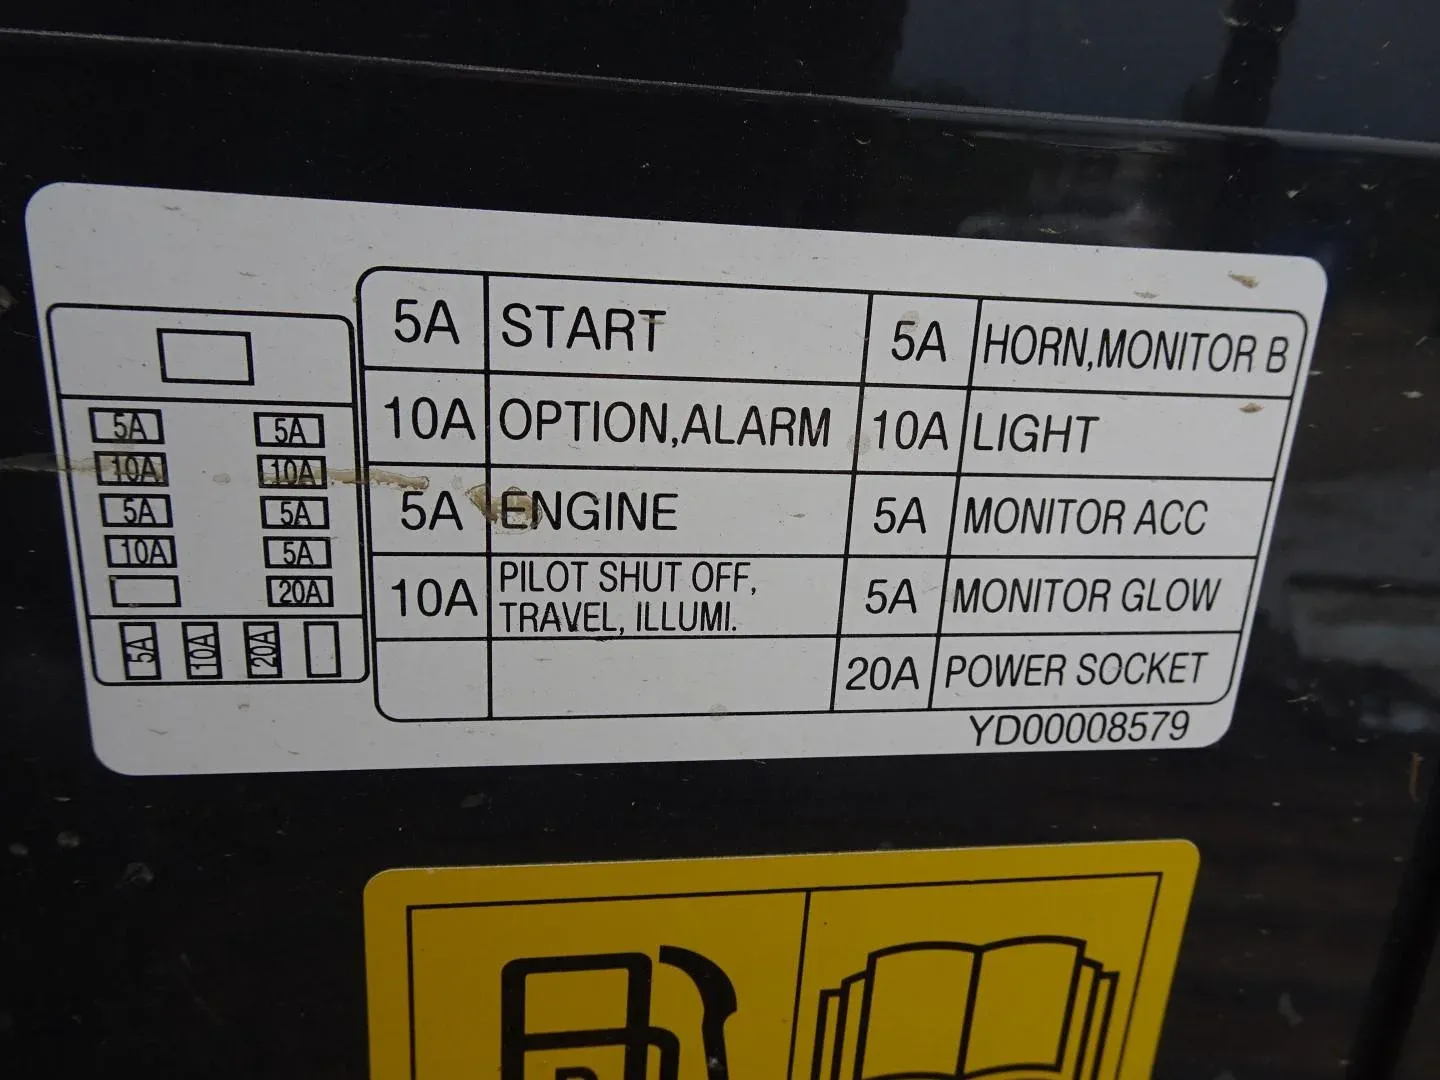 5A 5A
10A 10A
5A 5A
10A 5A
20A
5A 10A 20A
5A START 5A HORN,MONITOR B
10A OPTION,ALARM 10A LIGHT
5A ENGINE 5A MONITOR ACC
10A PILOT SHUT OFF,
TRAVEL, ILLUMI. 5A MONITOR GLOW
20A POWER SOCKET
YD00008579